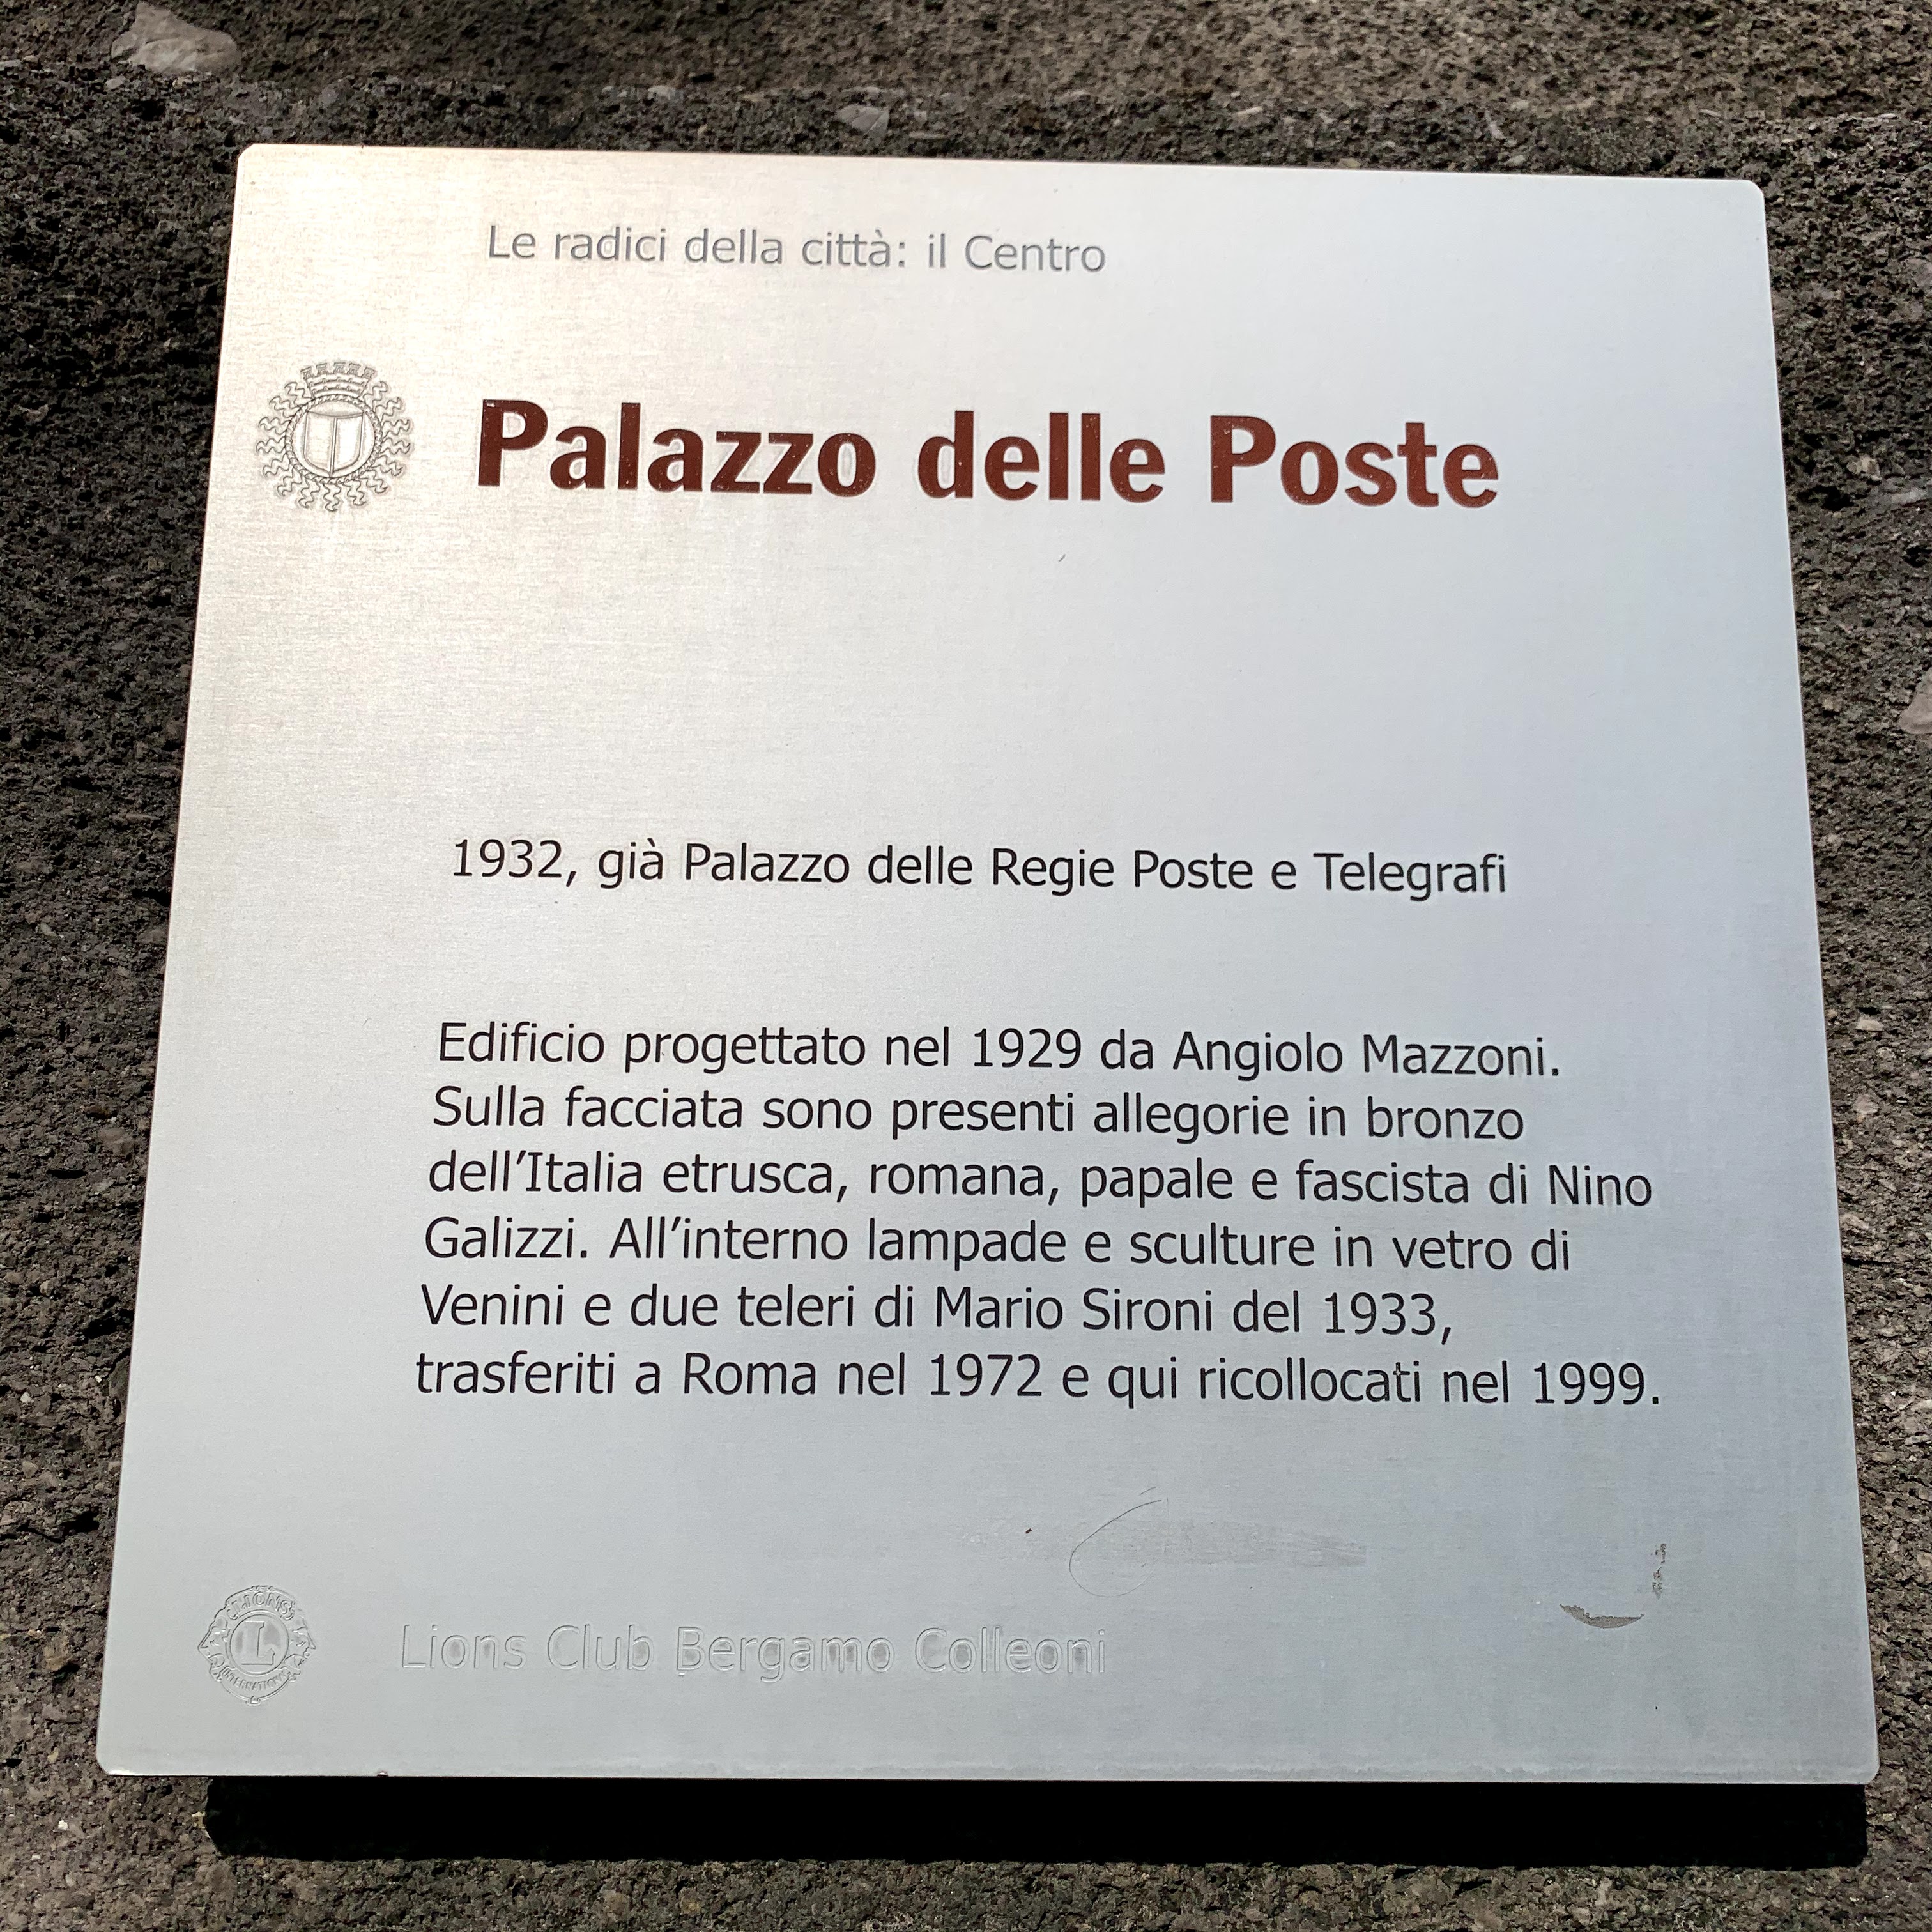 Le radici della città: il Centro
Palazzo delle Poste
1932, già Palazzo delle Regie Poste e Telegrafi
Edificio progettato nel 1929 da Angiolo Mazzoni.
Sulla facciata sono presenti allegorie in bronzo
dell’Italia etrusca, romana, papale e fascista di Nino
Galizzi. All’interno lampade e sculture in vetro di
Venini e due teleri di Mario Sironi del 1933,
trasferiti a Roma nel 1972 e qui ricollocati nel 1999.
LIONS
L
INTERNATIONAL
Lions Club Bergamo Colleoni